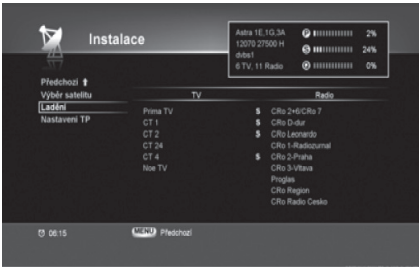 Instalace
Astra 1E,1G,3A
12070 27500 H
dvbs1
6 TV, 11 Radio
P 2%
S 24%
0%
Předchozí
Výběr satelitu
Ladění
Nastavení TP
TV Radio
Prima TV
CT 1
CT 2
CT 24
CT 4
Noe TV
S CRo 2+6/CRo 7
S CRo D-dur
S CRo Leonardo
CRo 1-Radiozurnal
S CRo 2-Praha
CRo 3-Vltava
Proglas
CRo Region
CRo Radio Cesko
06:15
MENU Předchozí